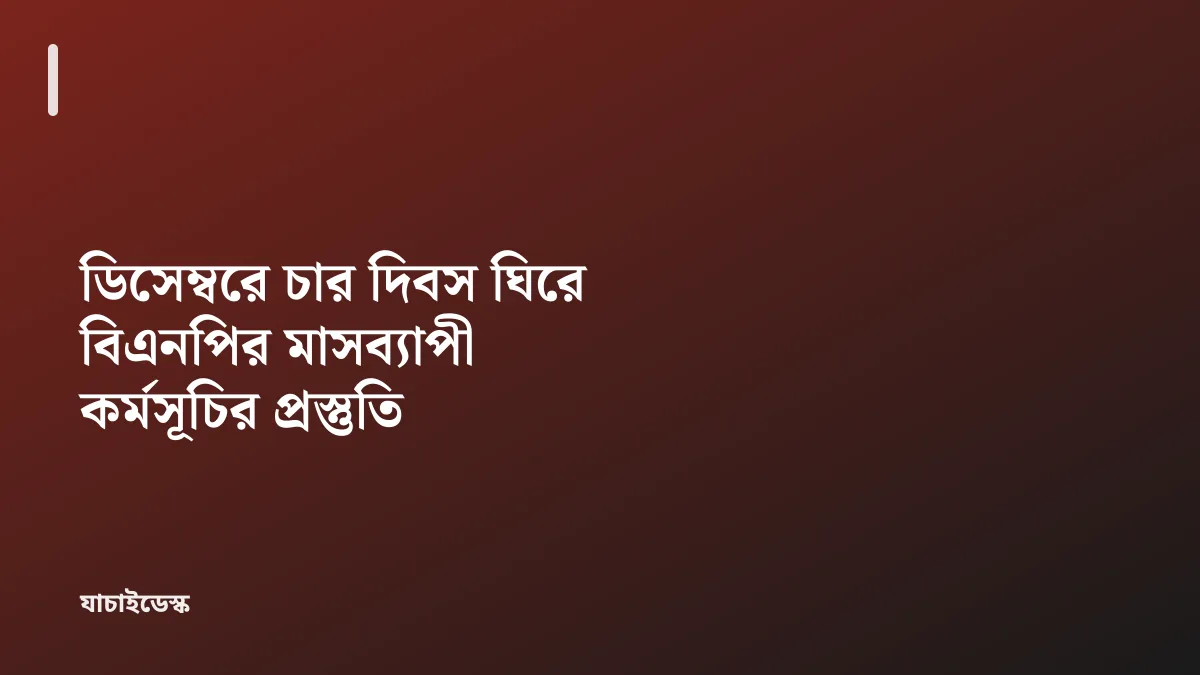 ডিসেম্বরে চার দিবস ঘিরে
বিএনপির মাসব্যাপী
কর্মসূচির প্রস্তুতি
যাচাইডেস্ক